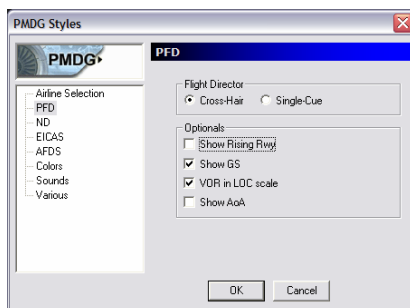 PMDG Styles
PMDG
PFD
Airline Selection
PFD
ND
EICAS
AFDS
Colors
Sounds
Various
Flight Director
Cross-Hair
Single-Cue
Optionals
Show Rising Rwy
Show GS
VOR in LOC scale
Show AoA
OK
Cancel